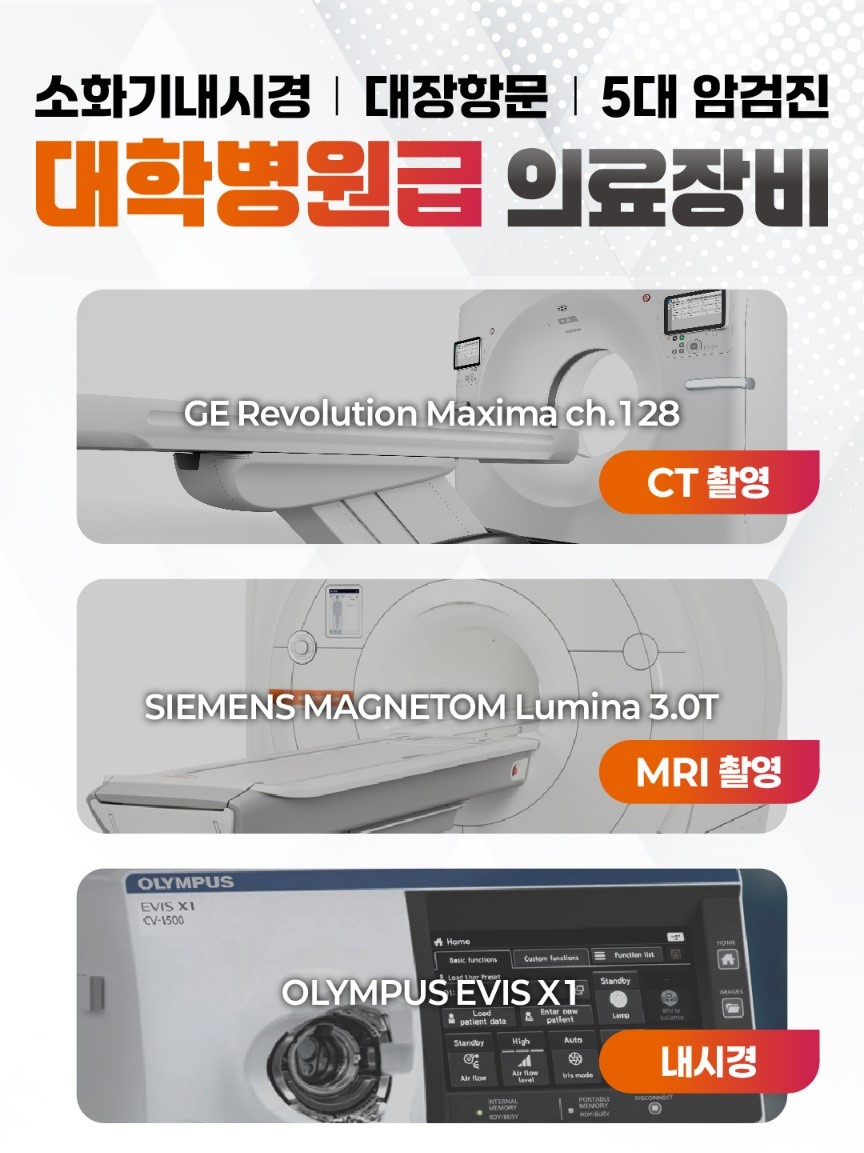 소화기내시경 | 대장항문 | 5대 암검진
대학병원급 의료장비
GE Revolution Maxima ch.128
CT 촬영
SIEMENS MAGNETOM Lumina 3.0T
MRI 촬영
OLYMPUS
EVIS X1
CV-1500
Home
Basic functions
Custom functions
Function list
Load User Preset
OLYMPUS EVIS X1
Load patient data
Enter new patient
Standby
Lamp
White balance
Standby
Air flow
High
Air flow level
Auto
Iris mode
HOME
IMAGES
내시경
INTERNAL MEMORY
RDY/BUSY
PORTABLE MEMORY
RDY/BUSY
DISCONNECT